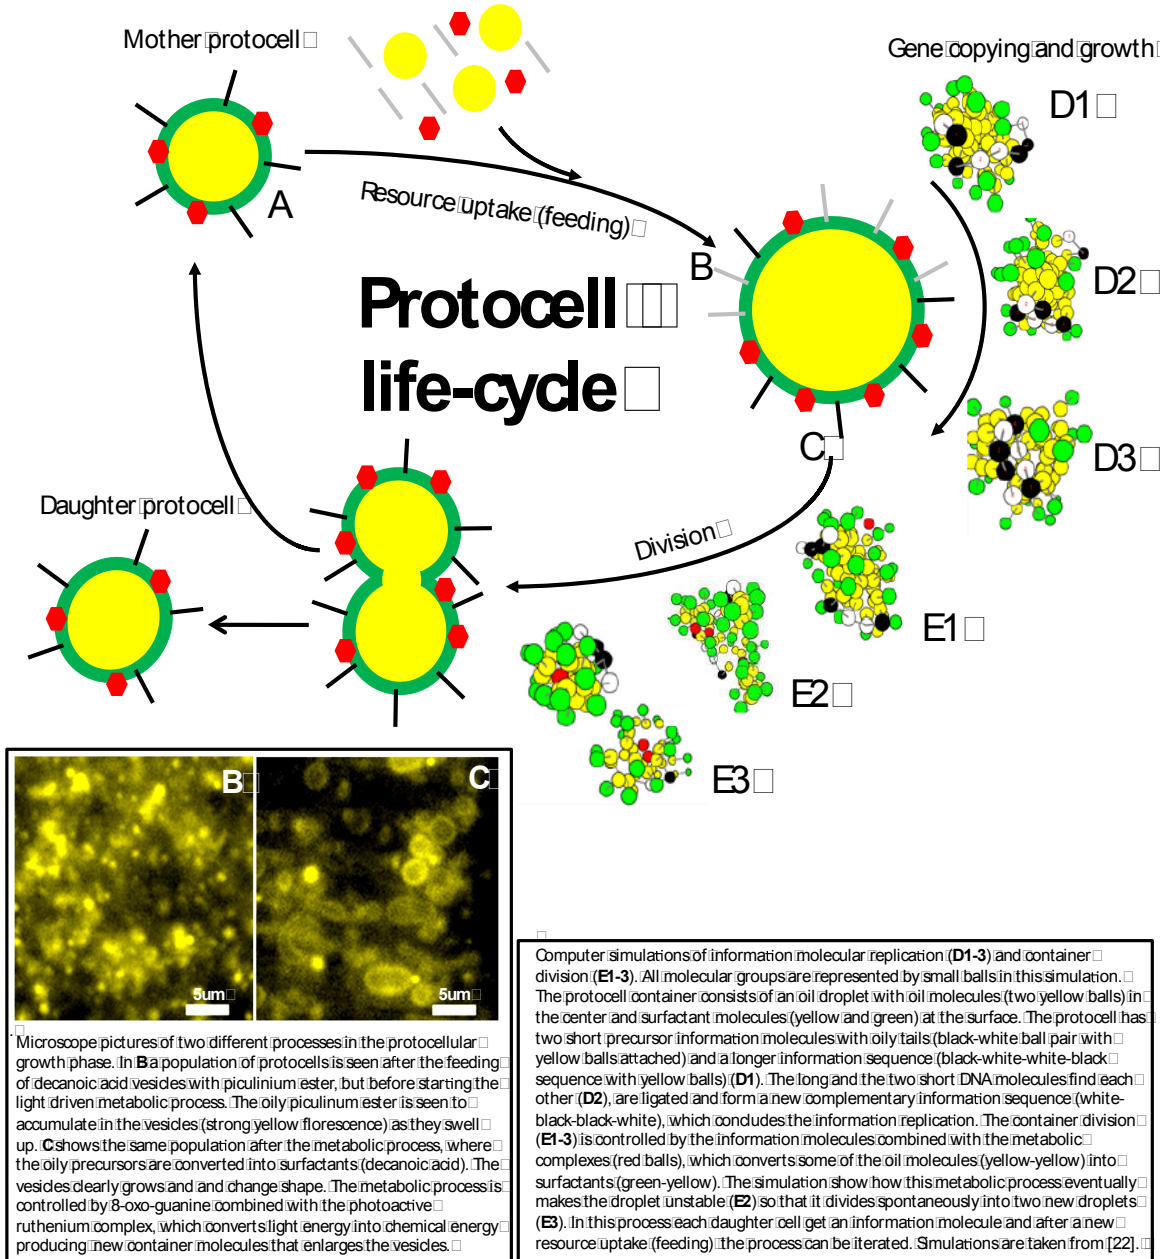 Mother protocell
Gene copying and growth
D1
A
Resource uptake (feeding)
B
D2
Protocell
life-cycle
C
D3
Daughter protocell
Division
E1
E2
E3
B
C
5um
5um
Microscope pictures of two different processes in the protocellular
growth phase. In B a population of protocells is seen after the feeding
of decanoic acid vesicles with piculinium ester, but before starting the
light driven metabolic process. The oily piculinum ester is seen to
accumulate in the vesicles (strong yellow florescence) as they swell
up. C shows the same population after the metabolic process, where
the oily precursors are converted into surfactants (decanoic acid). The
vesicles clearly grows and and change shape. The metabolic process is
controlled by 8-oxo-guanine combined with the photoactive
ruthenium complex, which converts light energy into chemical energy
producing new container molecules that enlarges the vesicles.
Computer simulations of information molecular replication (D1-3) and container
division (E1-3). All molecular groups are represented by small balls in this simulation.
The protocell container consists of an oil droplet with oil molecules (two yellow balls) in
the center and surfactant molecules (yellow and green) at the surface. The protocell has
two short precursor information molecules with oily tails (black-white ball pair with
yellow balls attached) and a longer information sequence (black-white-white-black
sequence with yellow balls) (D1). The long and the two short DNA molecules find each
other (D2), are ligated and form a new complementary information sequence (white-
black-black-white), which concludes the information replication. The container division
(E1-3) is controlled by the information molecules combined with the metabolic
complexes (red balls), which converts some of the oil molecules (yellow-yellow) into
surfactants (green-yellow). The simulation show how this metabolic process eventually
makes the droplet unstable (E2) so that it divides spontaneously into two new droplets
(E3). In this process each daughter cell get an information molecule and after a new
resource uptake (feeding) the process can be iterated. Simulations are taken from [22].